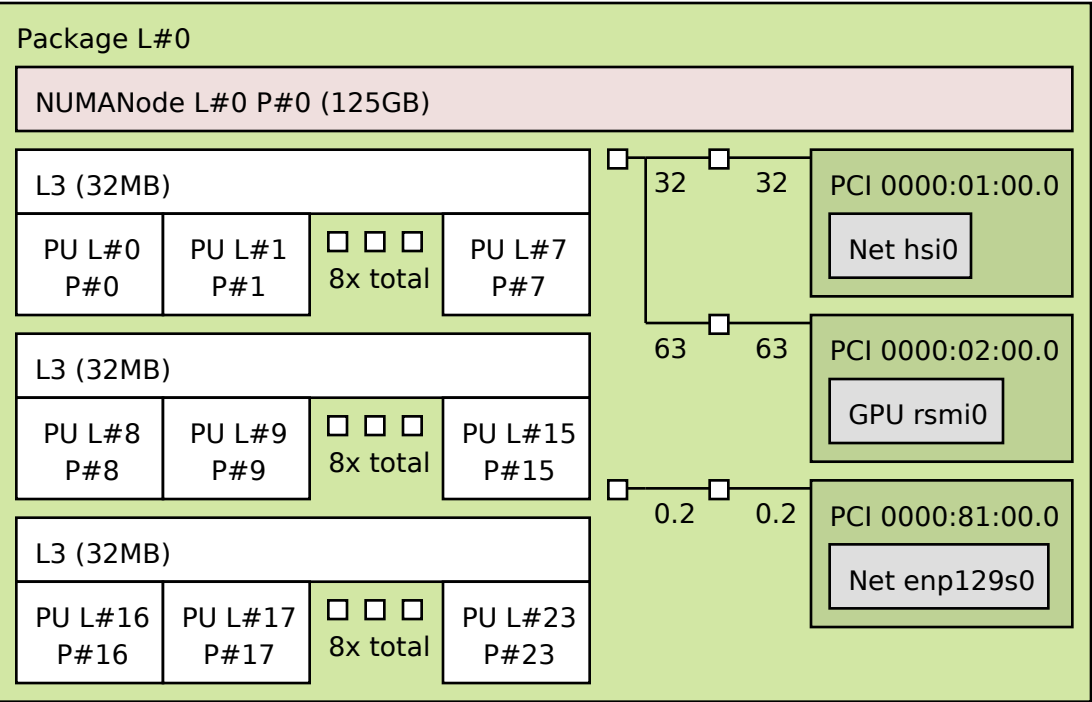 Package L#0
NUMANode L#0 P#0 (125GB)
L3 (32MB)
PU L#0
P#0
PU L#1
P#1
8x total
PU L#7
P#7
L3 (32MB)
PU L#8
P#8
PU L#9
P#9
8x total
PU L#15
P#15
L3 (32MB)
PU L#16
P#16
PU L#17
P#17
8x total
PU L#23
P#23
32
32
PCI 0000:01:00.0
Net hsi0
63
63
PCI 0000:02:00.0
GPU rsmi0
0.2
0.2
PCI 0000:81:00.0
Net enp129s0